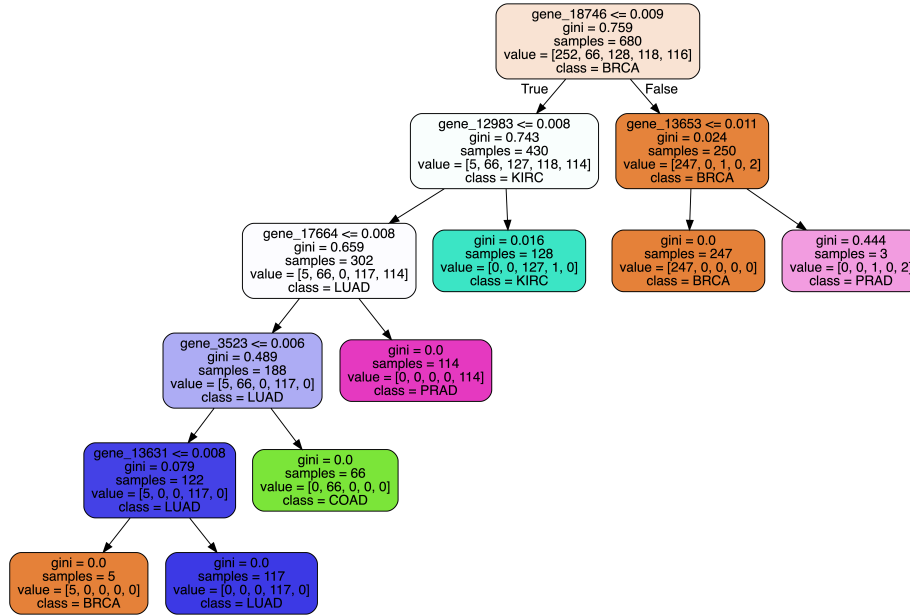 gene_18746 <= 0.009
gini = 0.759
samples = 680
value = [252, 66, 128, 118, 116]
class = BRCA
True
False
gene_12983 <= 0.008
gini = 0.743
samples = 430
value = [5, 66, 127, 118, 114]
class = KIRC
gene_13653 <= 0.011
gini = 0.024
samples = 250
value = [247, 0, 1, 0, 2]
class = BRCA
gene_17664 <= 0.008
gini = 0.659
samples = 302
value = [5, 66, 0, 117, 114]
class = LUAD
gini = 0.016
samples = 128
value = [0, 0, 127, 1, 0]
class = KIRC
gini = 0.0
samples = 247
value = [247, 0, 0, 0, 0]
class = BRCA
gini = 0.444
samples = 3
value = [0, 0, 1, 0, 2]
class = PRAD
gene_3523 <= 0.006
gini = 0.489
samples = 188
value = [5, 66, 0, 117, 0]
class = LUAD
gini = 0.0
samples = 114
value = [0, 0, 0, 0, 114]
class = PRAD
gene_13631 <= 0.008
gini = 0.079
samples = 122
value = [5, 0, 0, 117, 0]
class = LUAD
gini = 0.0
samples = 66
value = [0, 66, 0, 0, 0]
class = COAD
gini = 0.0
samples = 5
value = [5, 0, 0, 0, 0]
class = BRCA
gini = 0.0
samples = 117
value = [0, 0, 0, 117, 0]
class = LUAD